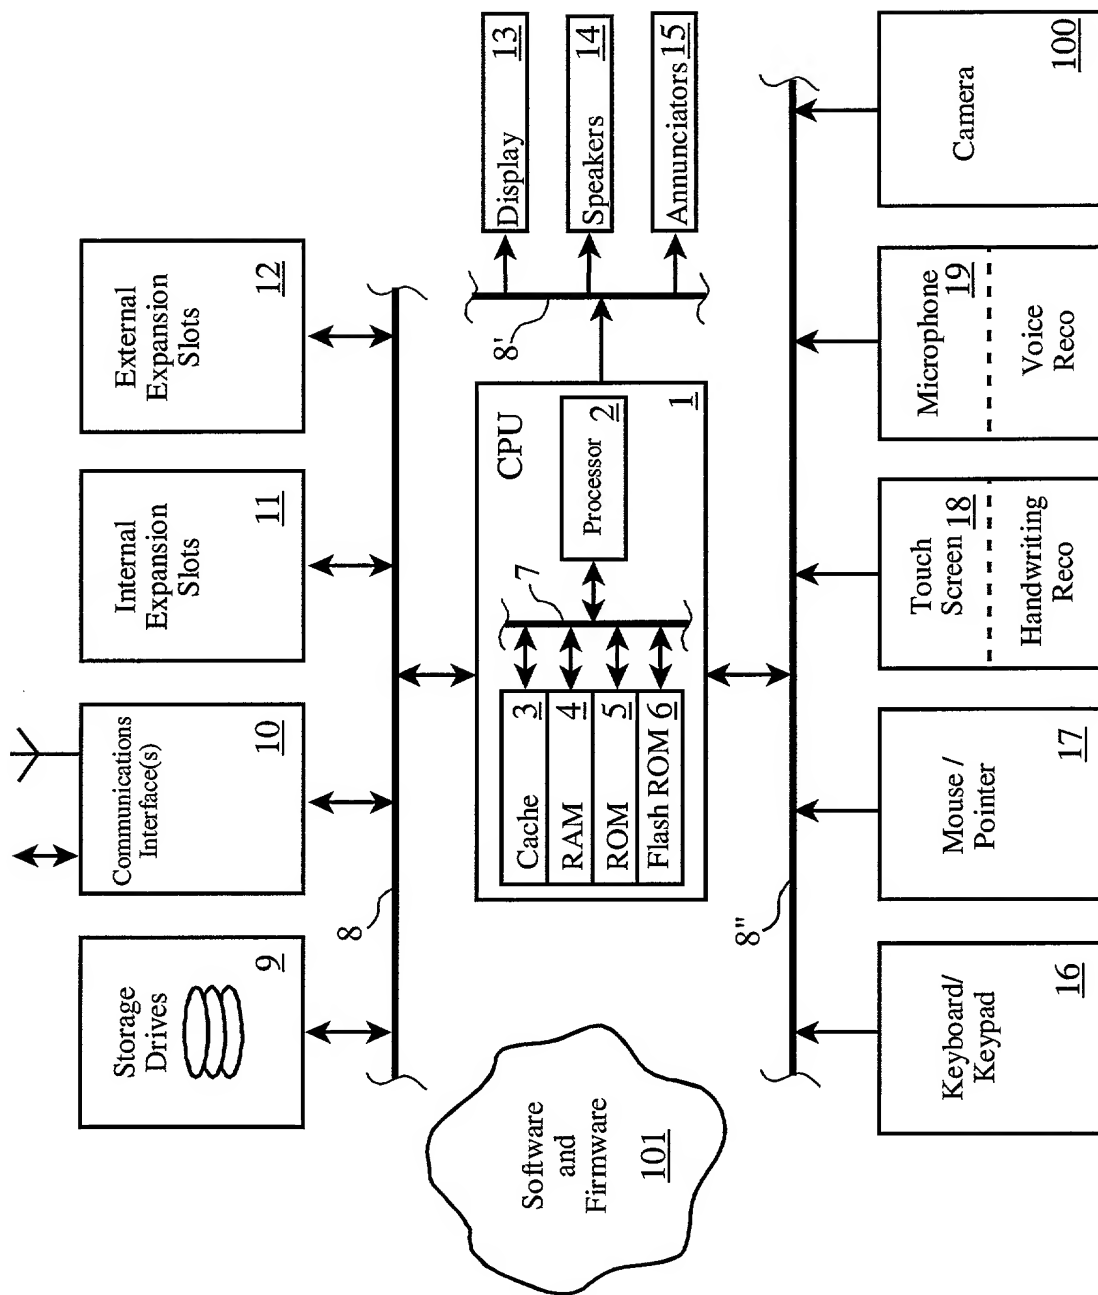 Storage
Drives
9
Communications
Interface(s)
10
Internal
Expansion
Slots
11
External
Expansion
Slots
12
8
Software
and
Firmware
101
CPU
1
Cache 3
RAM 4
ROM 5
Flash ROM 6
7
Processor
2
8'
Display 13
Speakers 14
Annunciators 15
8"
Keyboard/
Keypad
16
Mouse /
Pointer
17
Touch
Screen 18
Handwriting
Reco
Microphone
19
Voice
Reco
Camera
100